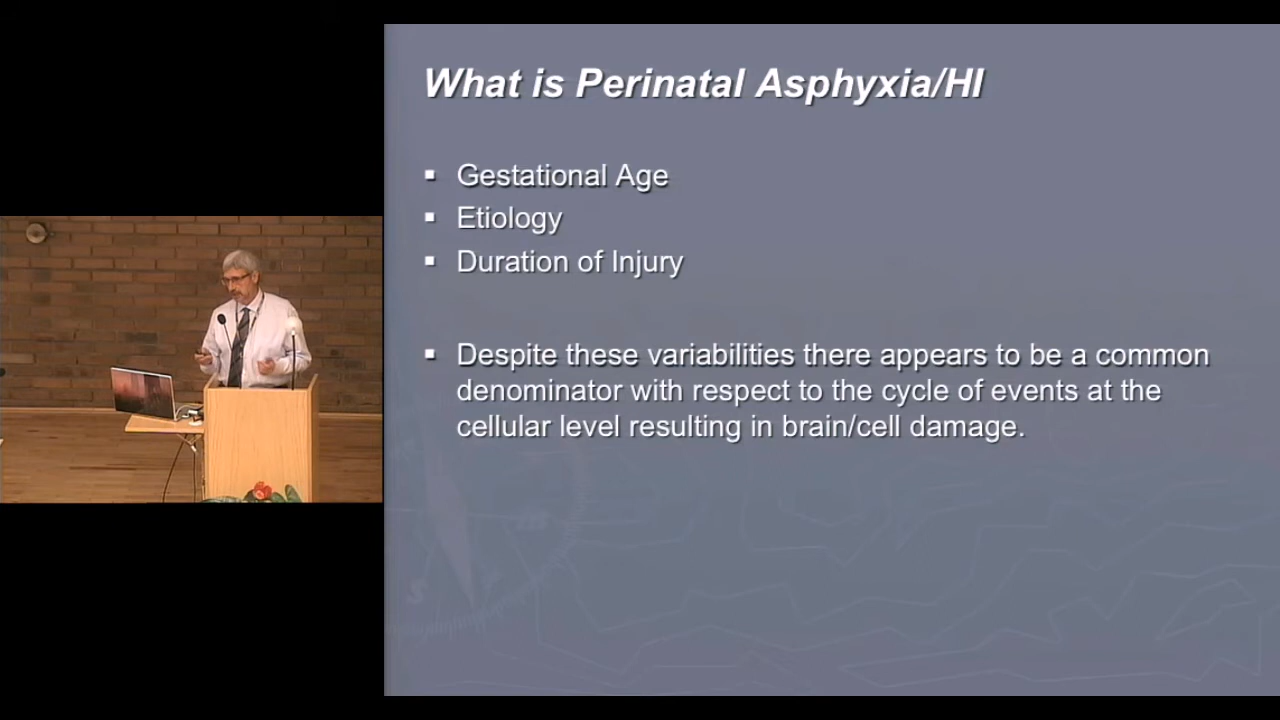 What is Perinatal Asphyxia/HI
Gestational Age
Etiology
Duration of Injury
Despite these variabilities there appears to be a common
denominator with respect to the cycle of events at the
cellular level resulting in brain/cell damage.